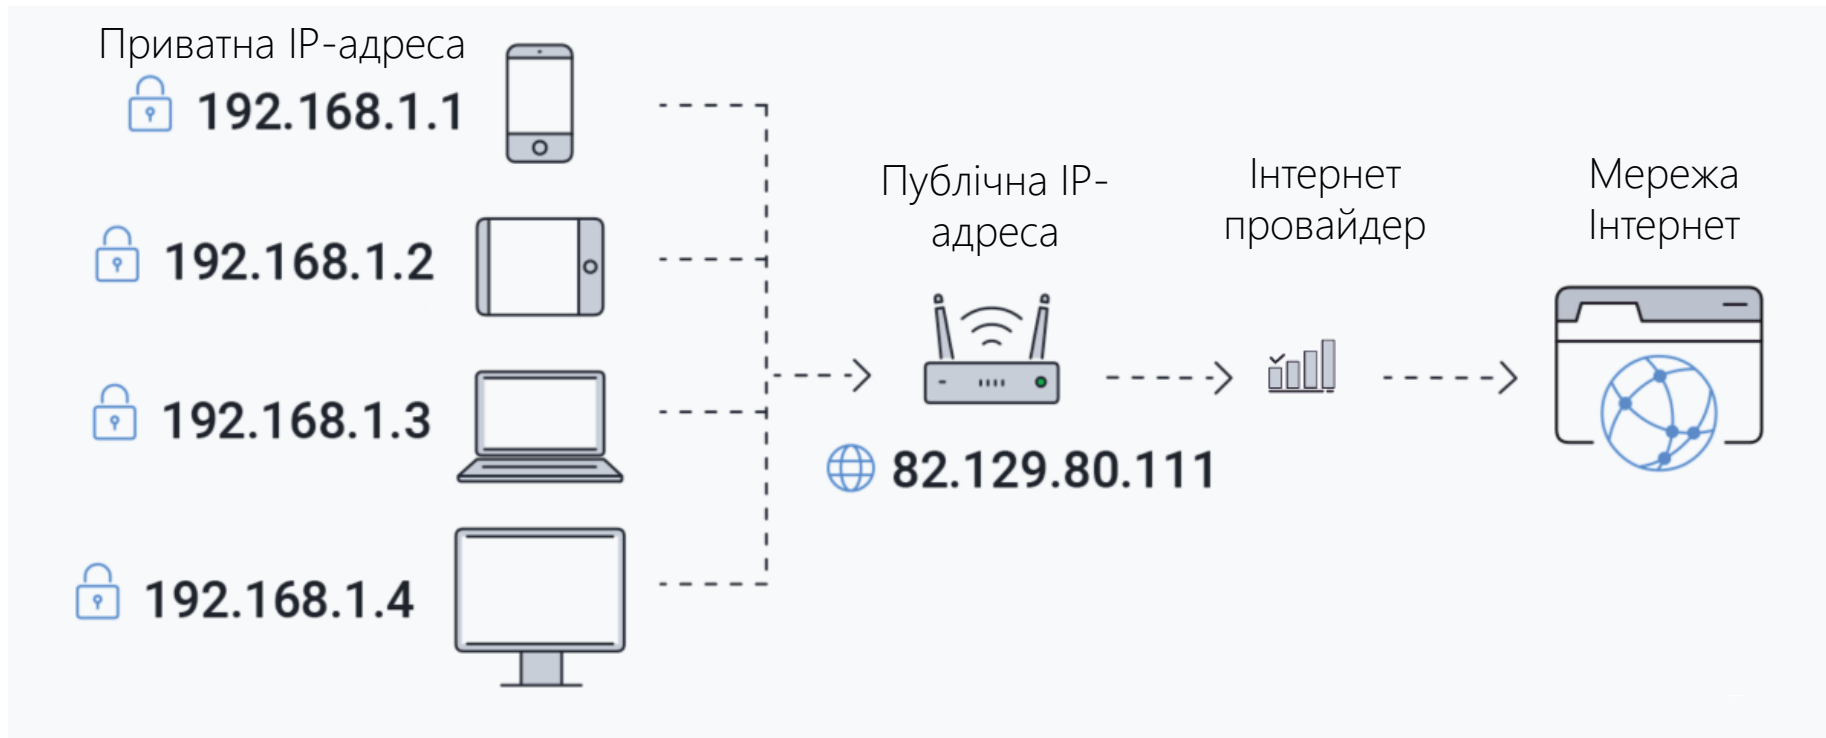 Приватна IP-адреса
192.168.1.1
192.168.1.2
192.168.1.3
192.168.1.4
Публічна IP-
адреса
82.129.80.111
Інтернет
провайдер
Мережа
Інтернет